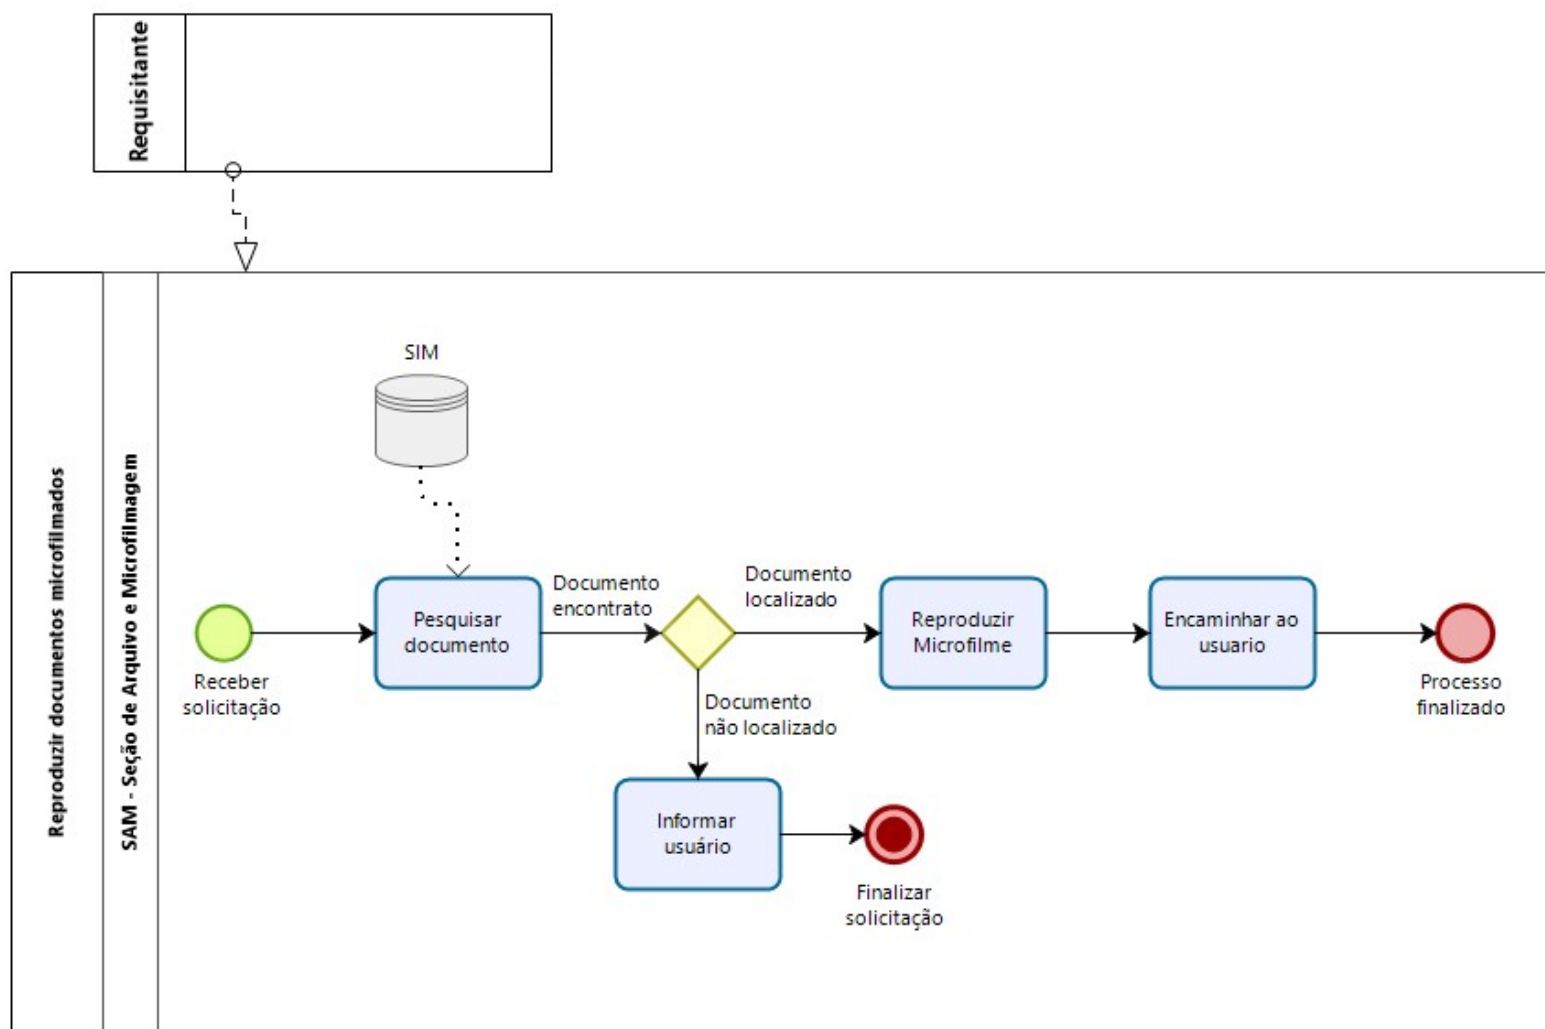 Requisitante
Reproduzir documentos microfilmados
SAM - Seção de Arquivo e Microfilmagem
SIM
Receber
solicitação
Pesquisar
documento
Documento
encontrato
Documento
localizado
Documento
não localizado
Reproduzir
Microfilme
Encaminhar ao
usuario
Processo
finalizado
Informar
usuário
Finalizar
solicitação